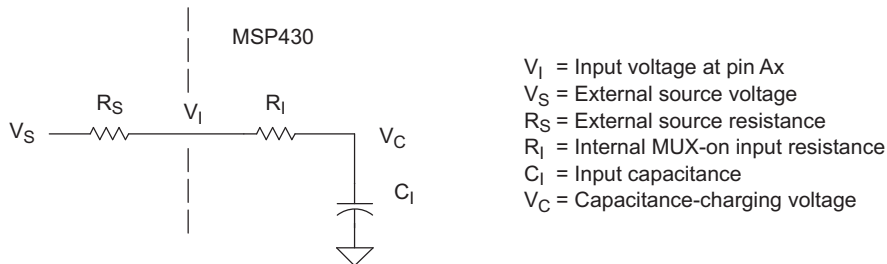 MSP430
R_S V_I R_I
V_S V_C
C_I
V_I = Input voltage at pin Ax
V_S = External source voltage
R_S = External source resistance
R_I = Internal MUX-on input resistance
C_I = Input capacitance
V_C = Capacitance-charging voltage